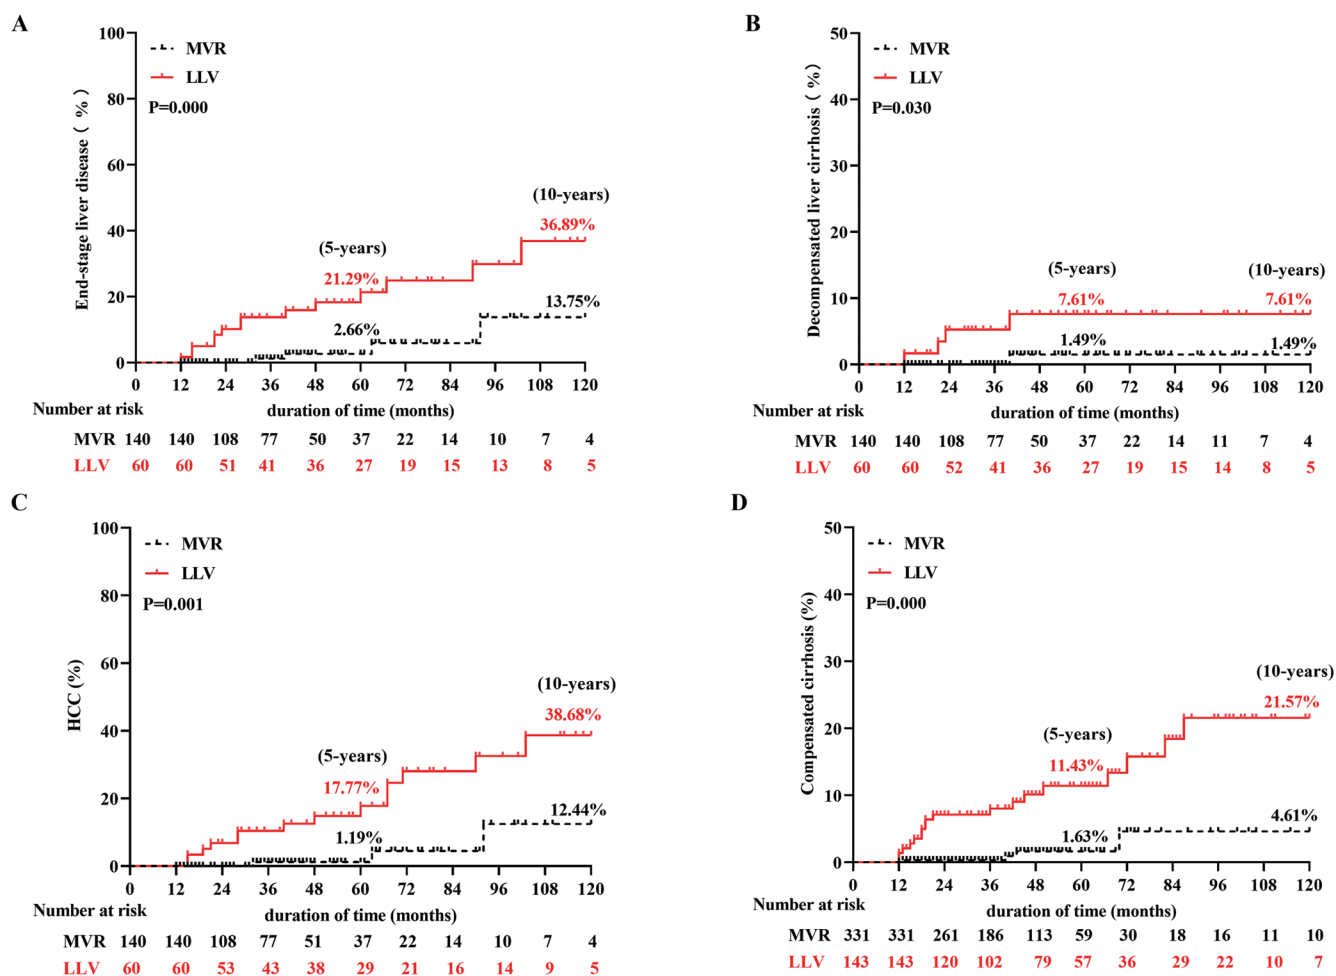 A
100
80
60
40
20
0
End-stage liver disease ( %)
MVR
LLV
P=0.000
(5-years)
21.29%
2.66%
(10-years)
36.89%
13.75%
0 12 24 36 48 60 72 84 96 108 120
Number at risk duration of time (months)
MVR 140 140 108 77 50 37 22 14 10 7 4
LLV 60 60 51 41 36 27 19 15 13 8 5
B
50
40
30
20
10
0
Decompensated liver cirrhosis ( %)
MVR
LLV
P=0.030
(5-years)
7.61%
1.49%
(10-years)
7.61%
1.49%
0 12 24 36 48 60 72 84 96 108 120
Number at risk duration of time (months)
MVR 140 140 108 77 50 37 22 14 11 7 4
LLV 60 60 52 41 36 27 19 15 14 8 5
C
100
80
60
40
20
0
HCC (%)
MVR
LLV
P=0.001
(5-years)
17.77%
1.19%
(10-years)
38.68%
12.44%
0 12 24 36 48 60 72 84 96 108 120
Number at risk duration of time (months)
MVR 140 140 108 77 51 37 22 14 10 7 4
LLV 60 60 53 43 38 29 21 16 14 9 5
D
50
40
30
20
10
0
Compensated cirrhosis (%)
MVR
LLV
P=0.000
(5-years)
11.43%
1.63%
(10-years)
21.57%
4.61%
0 12 24 36 48 60 72 84 96 108 120
Number at risk duration of time (months)
MVR 331 331 261 186 113 59 30 18 16 11 10
LLV 143 143 120 102 79 57 36 29 22 10 7